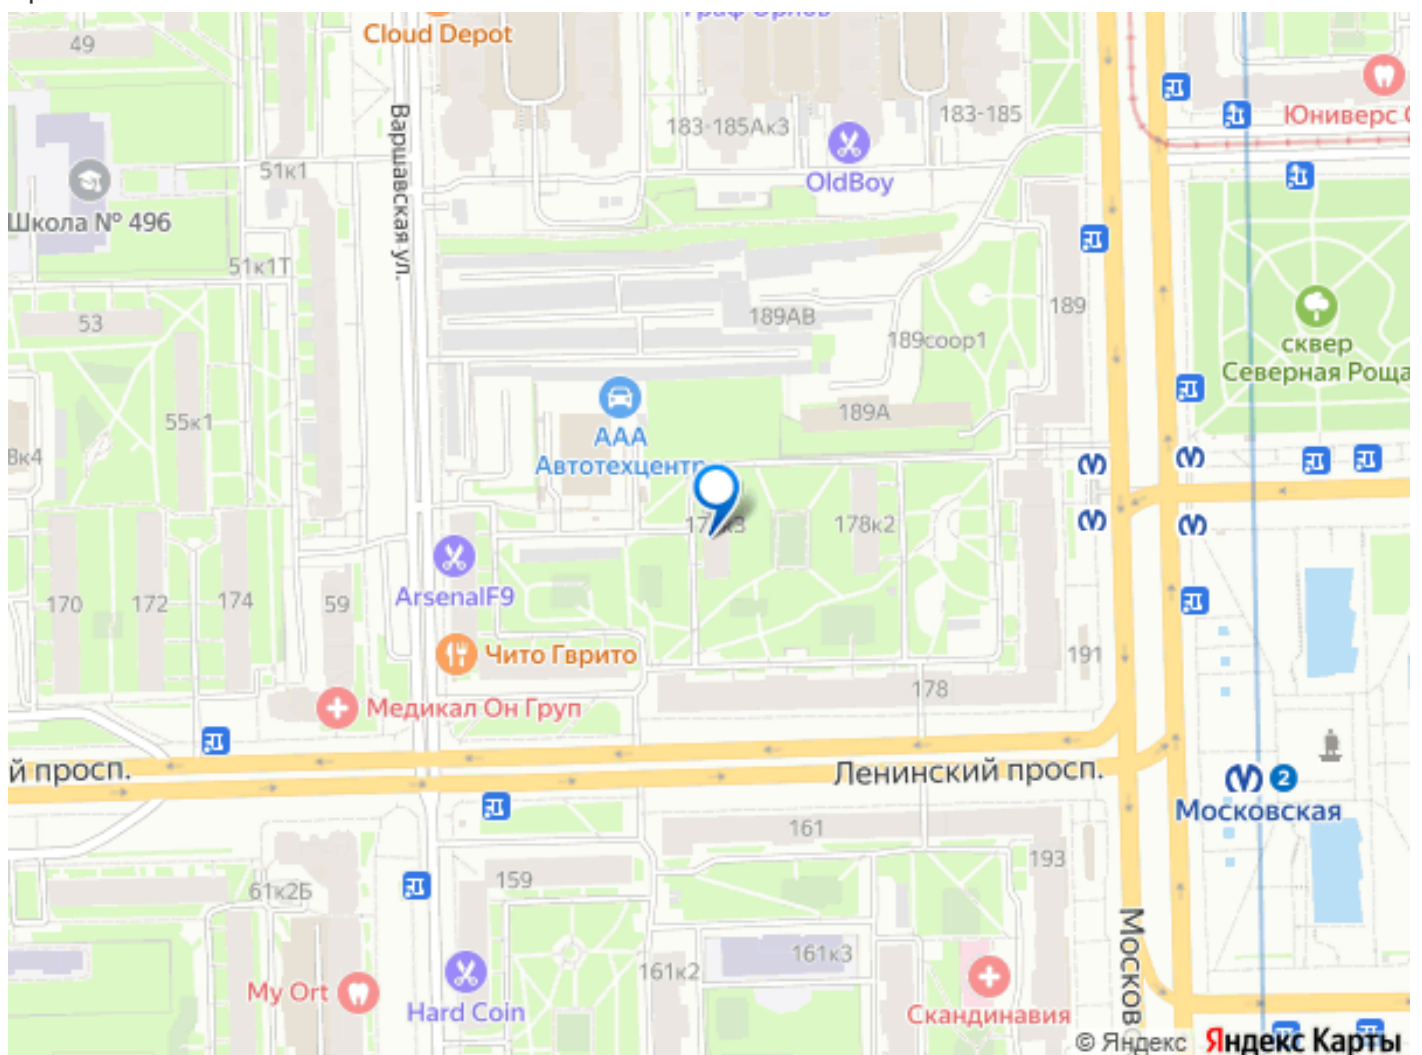 49
Cloud Depot
183-185Ак3
183-185
Юниверс
OldBoy
51к1
Варшавская ул.
Школа № 496
51к1Т
53
189АВ
189
189соор1
сквер
Северная Роща
55к1
189А
ААА
Автотехцентр
8к4
178к2
ArsenalF9
170
172
174
59
Чито Гврито
191
178
Медикал Он Груп
й просп.
Ленинский просп.
2
Московская
161
193
159
61к2Б
Москов
161к3
161к2
My Ort
Hard Coin
Скандинавия
© Яндекс Яндекс Карты